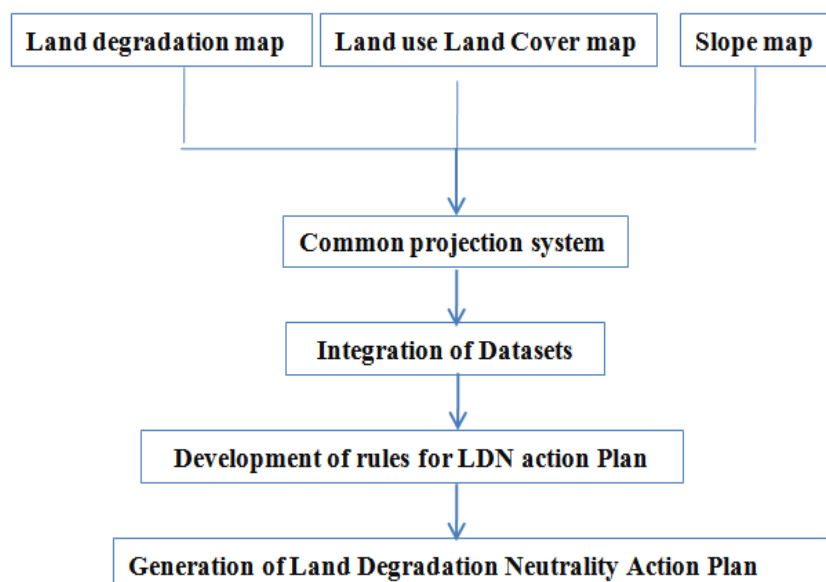 Land degradation map
Land use Land Cover map
Slope map
Common projection system
Integration of Datasets
Development of rules for LDN action Plan
Generation of Land Degradation Neutrality Action Plan